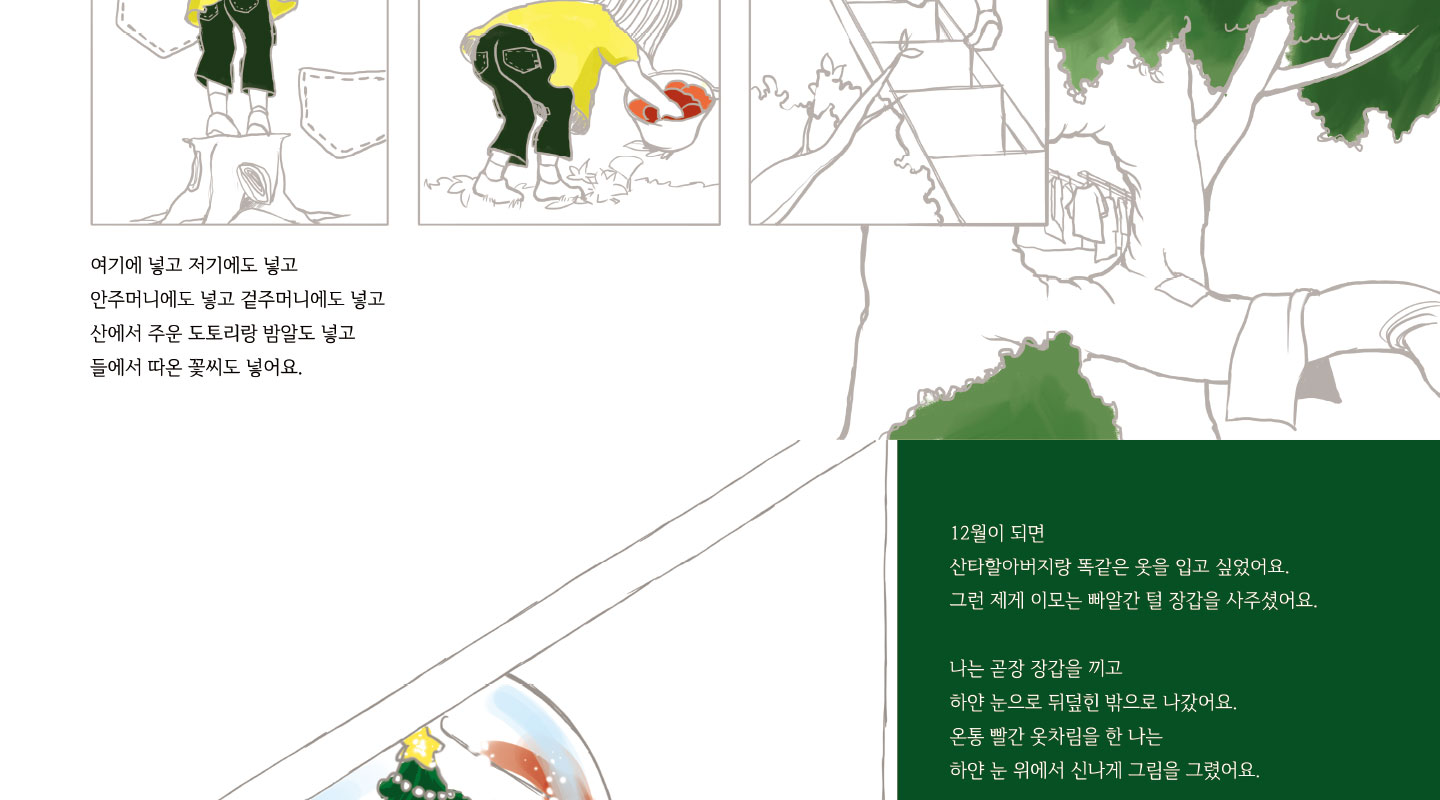 여기에 넣고 저기에도 넣고
안주머니에도 넣고 겉주머니에도 넣고
산에서 주운 도토리랑 밤알도 넣고
들에서 따온 꽃씨도 넣어요.
12월이 되면
산타할아버지랑 똑같은 옷을 입고 싶었어요.
그런 제게 이모는 빠알간 털 장갑을 사주셨어요.
나는 곧장 장갑을 끼고
하얀 눈으로 뒤덮힌 밖으로 나갔어요.
온통 빨간 옷차림을 한 나는
하얀 눈 위에서 신나게 그림을 그렸어요.